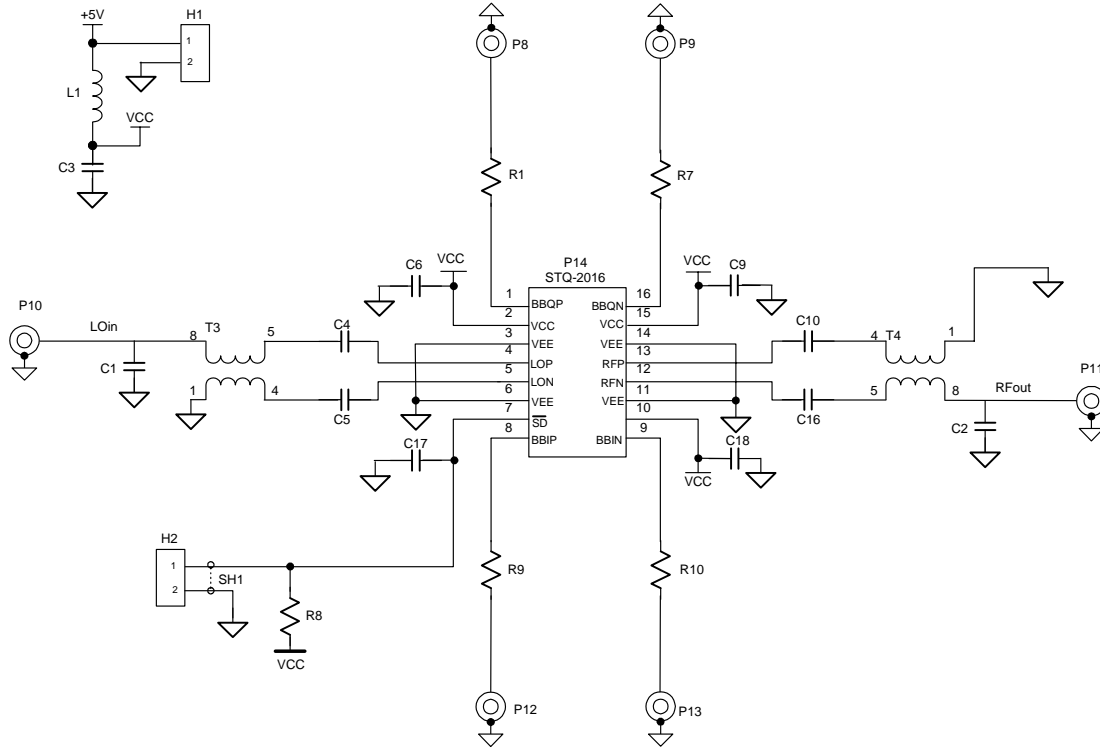 +5V
H1
1
2
L1
VCC
C3
P8
P9
R1
R7
P14
STQ-2016
C6
VCC
VCC
C9
1
BBQP
BBQN
16
2
VCC
VCC
15
3
VEE
VEE
14
4
LOP
RFP
13
5
LON
RFN
12
6
VEE
VEE
11
7
SD
10
8
BBIP
BBIN
9
P10
LOin
C1
8
T3
5
1
4
C4
C5
C10
C16
4
T4
1
5
8
RFout
P11
C2
C17
C18
VCC
H2
1
2
SH1
R8
VCC
R9
R10
P12
P13